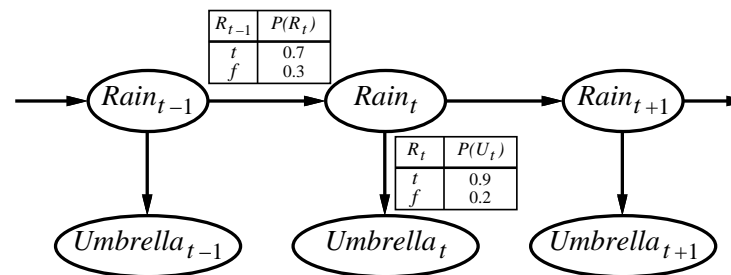 R_{t-1} P(R_t)
t 0.7
f 0.3
Rain_{t-1} Rain_t Rain_{t+1}
R_t P(U_t)
t 0.9
f 0.2
Umbrella_{t-1} Umbrella_t Umbrella_{t+1}